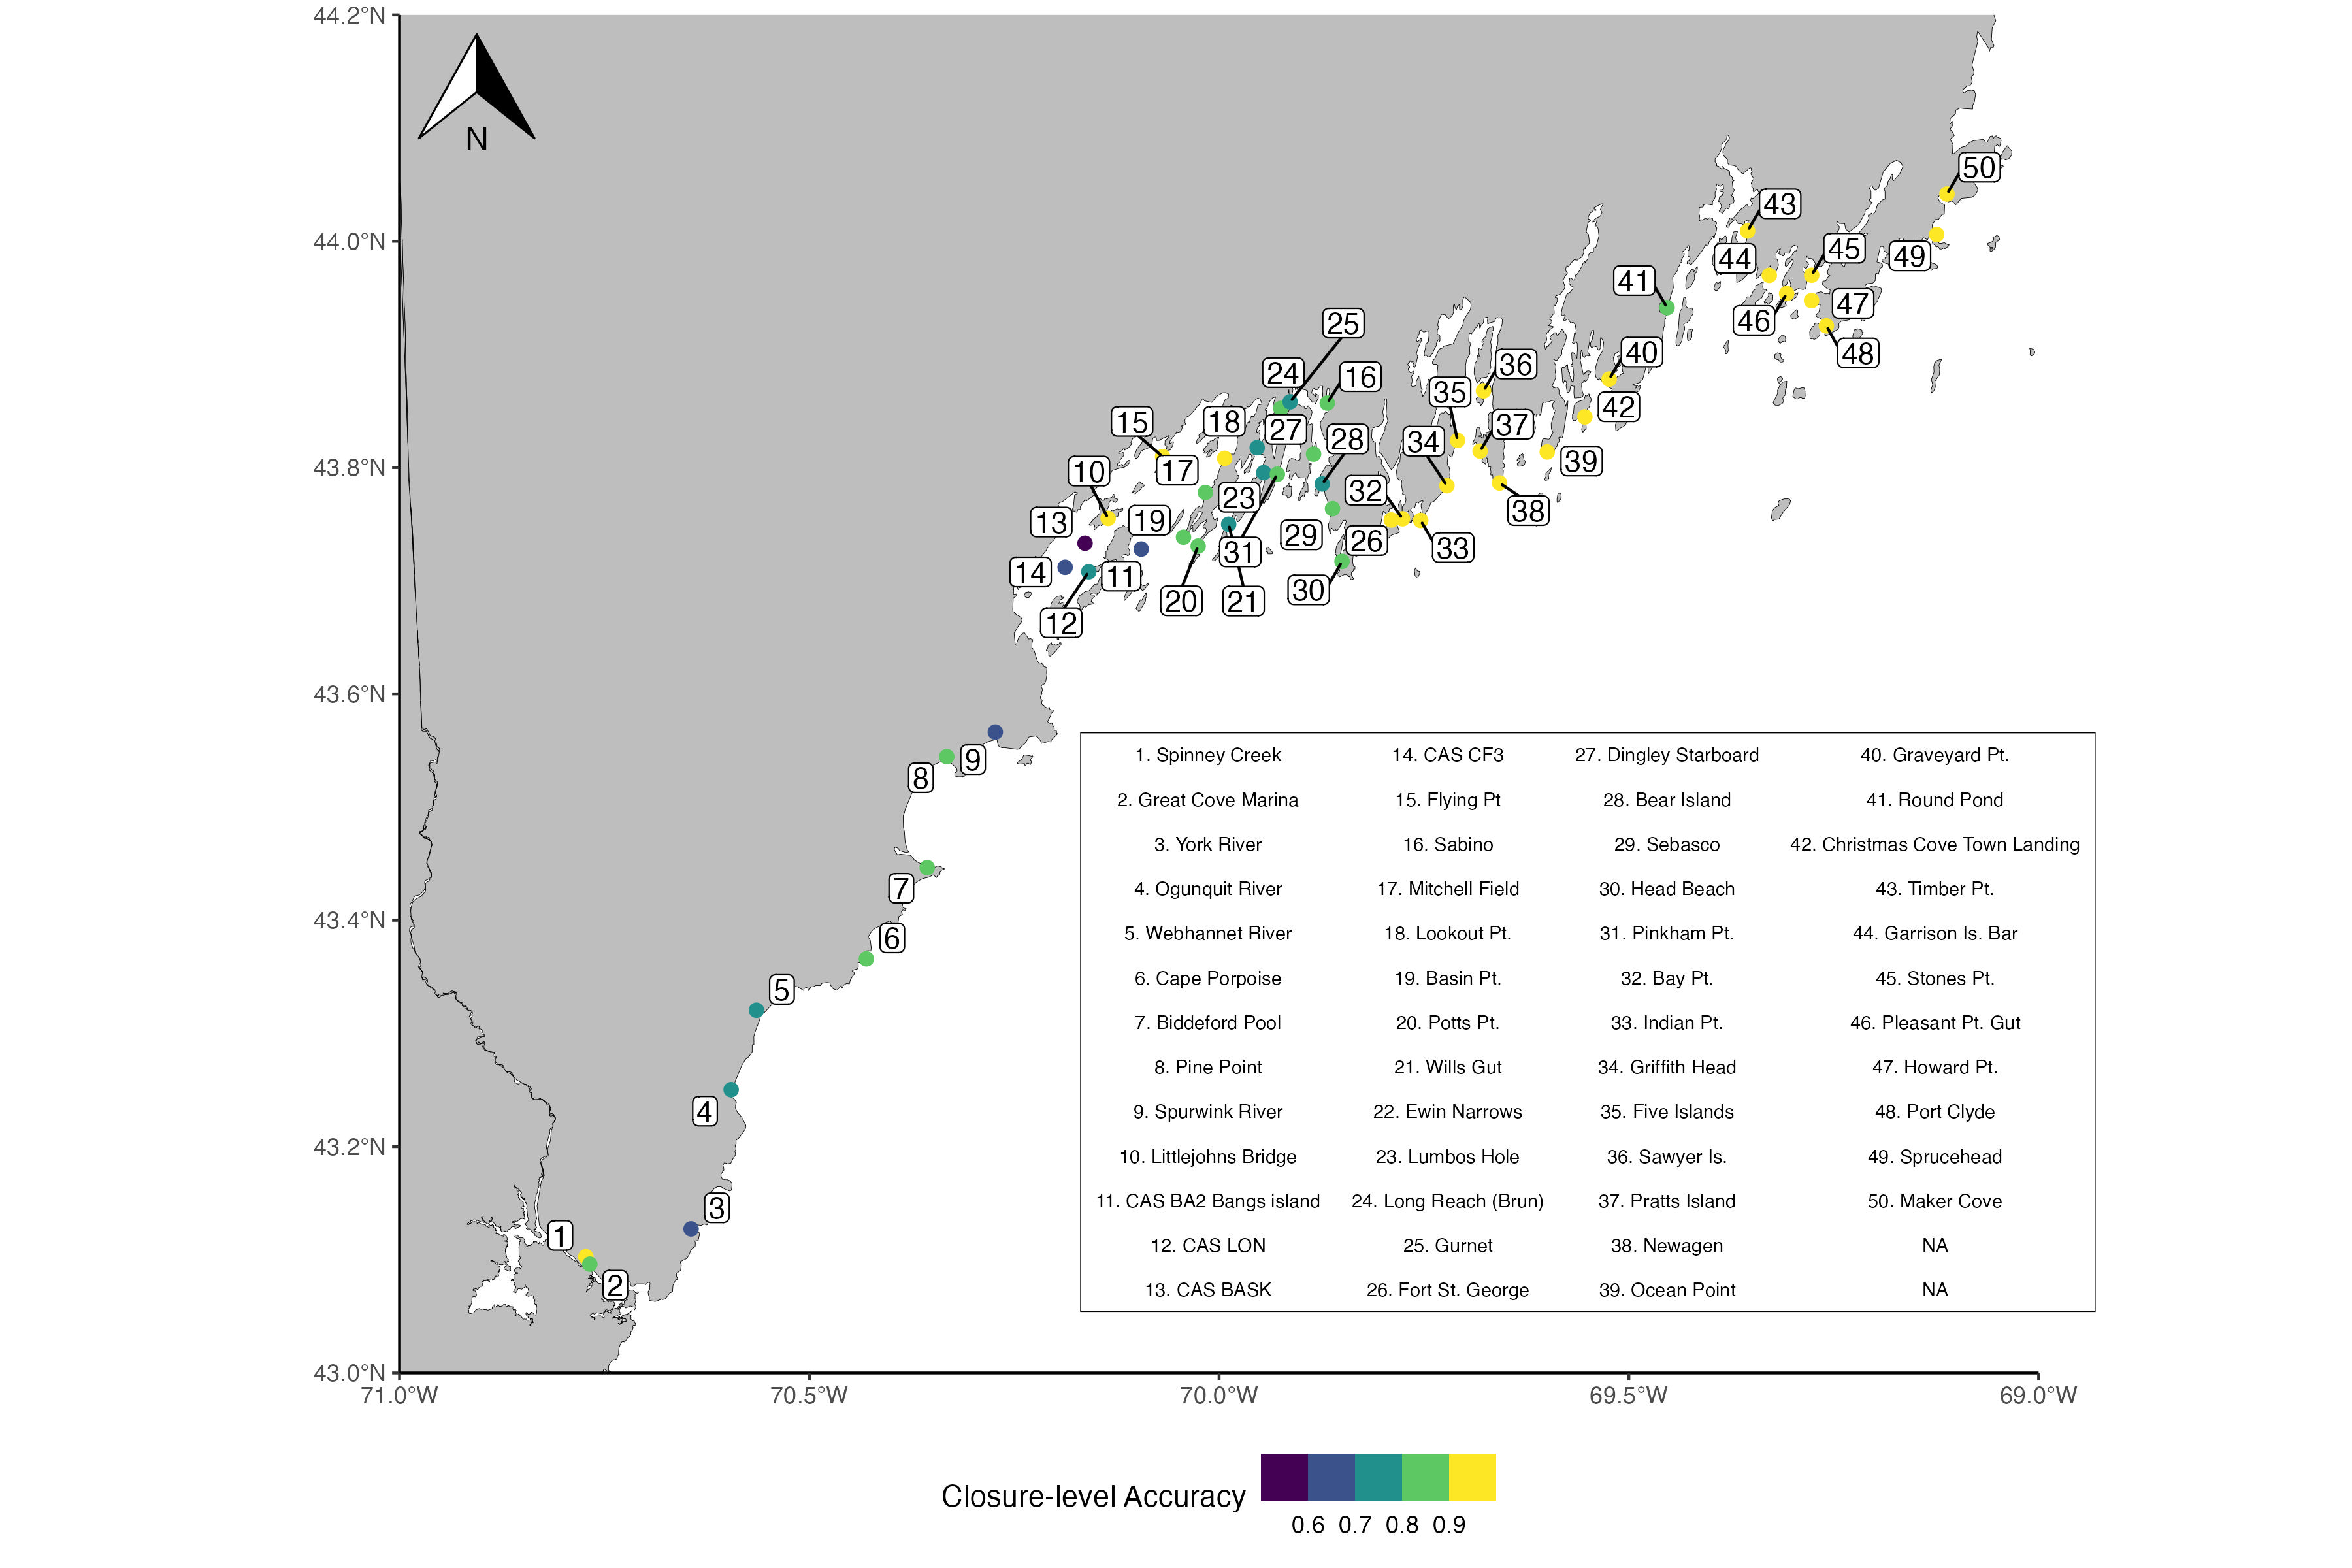 44.2°N
N
50
43
44.0°N
45
44
49
41
47
46
25
40
48
24
16
36
35
42
15
18
27
37
28
34
43.8°N
10
17
39
32
23
38
13
19
29
26
31
33
14
11
30
20
21
12
43.6°N
9
8
1. Spinney Creek 14. CAS CF3 27. Dingley Starboard 40. Graveyard Pt.
2. Great Cove Marina 15. Flying Pt 28. Bear Island 41. Round Pond
3. York River 16. Sabino 29. Sebasco 42. Christmas Cove Town Landing
4. Ogunquit River 17. Mitchell Field 30. Head Beach 43. Timber Pt.
5. Webhannet River 18. Lookout Pt. 31. Pinkham Pt. 44. Garrison Is. Bar
6. Cape Porpoise 19. Basin Pt. 32. Bay Pt. 45. Stones Pt.
7. Biddeford Pool 20. Potts Pt. 33. Indian Pt. 46. Pleasant Pt. Gut
8. Pine Point 21. Wills Gut 34. Griffith Head 47. Howard Pt.
9. Spurwink River 22. Ewin Narrows 35. Five Islands 48. Port Clyde
10. Littlejohns Bridge 23. Lumbos Hole 36. Sawyer Is. 49. Sprucehead
11. CAS BA2 Bangs island 24. Long Reach (Brun) 37. Pratts Island 50. Maker Cove
12. CAS LON 25. Gurnet 38. Newagen NA
13. CAS BASK 26. Fort St. George 39. Ocean Point NA
7
43.4°N
6
5
4
43.2°N
3
1
2
43.0°N
71.0°W 70.5°W 70.0°W 69.5°W 69.0°W
Closure-level Accuracy
0.6 0.7 0.8 0.9